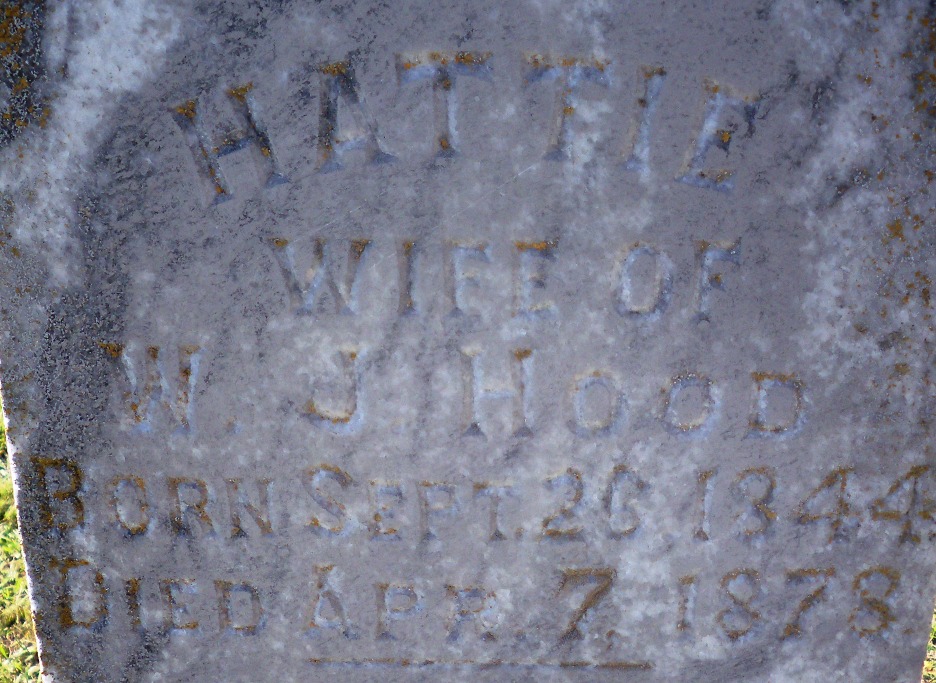 HATTIE
WIFE OF
W. J HOOD
BORN SEPT 26 1844
DIED APR. 7, 1878.